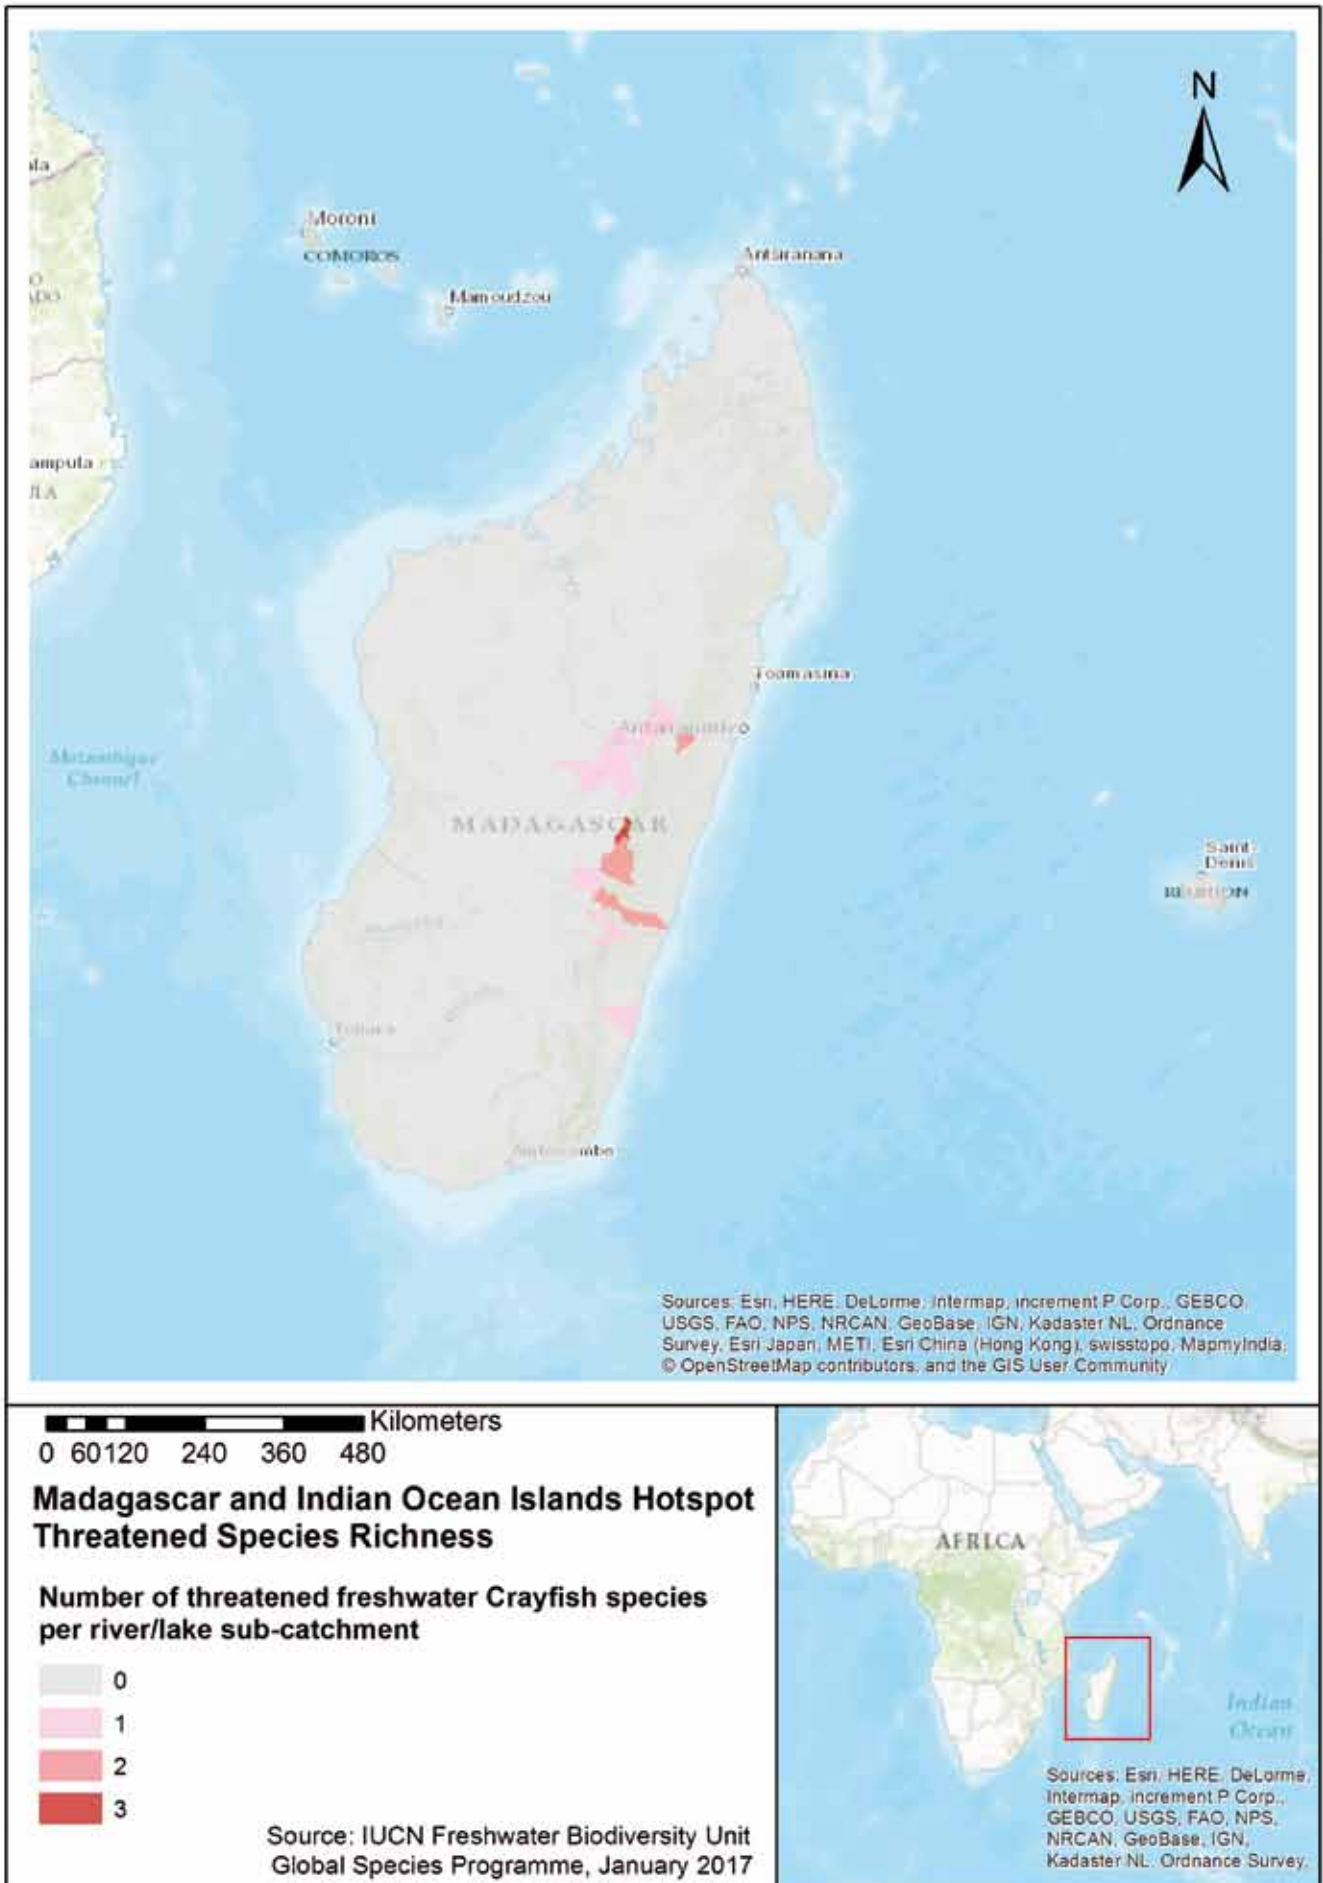 N
Moroni
COMOROS
Mamoudzou
Antsiranana
ampula
Toamasina
Mozambique
Channel
MADAGASCAR
Saint
Denis
REUNION
Toliara
Sources: Esri, HERE, DeLorme, Intermap, increment P Corp., GEBCO,
USGS, FAO, NPS, NRCAN, GeoBase, IGN, Kadaster NL, Ordnance
Survey, Esri Japan, METI, Esri China (Hong Kong), swisstopo, MapmyIndia,
© OpenStreetMap contributors, and the GIS User Community
Kilometers
0 60 120 240 360 480
Madagascar and Indian Ocean Islands Hotspot
Threatened Species Richness
Number of threatened freshwater Crayfish species
per river/lake sub-catchment
0
1
2
3
Source: IUCN Freshwater Biodiversity Unit
Global Species Programme, January 2017
AFRICA
Indian
Ocean
Sources: Esri, HERE, DeLorme,
Intermap, increment P Corp.,
GEBCO, USGS, FAO, NPS,
NRCAN, GeoBase, IGN,
Kadaster NL, Ordnance Survey,